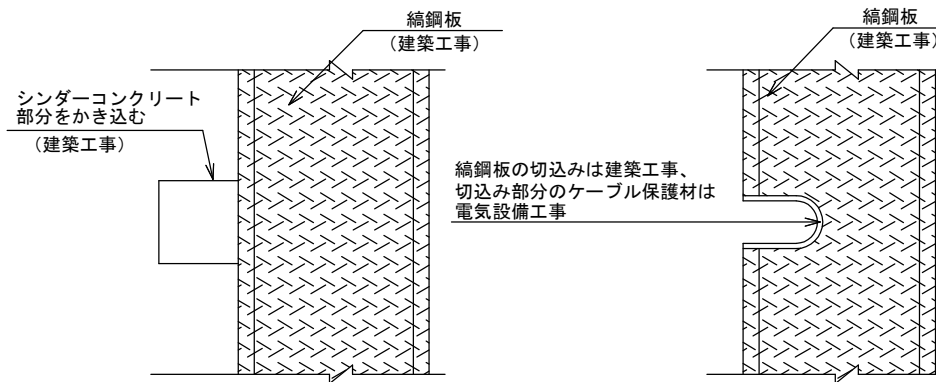 縞鋼板
（建築工事）
シンダーコンクリート
部分をかき込む
（建築工事）
縞鋼板
（建築工事）
縞鋼板の切込みは建築工事、
切込み部分のケーブル保護材は
電気設備工事